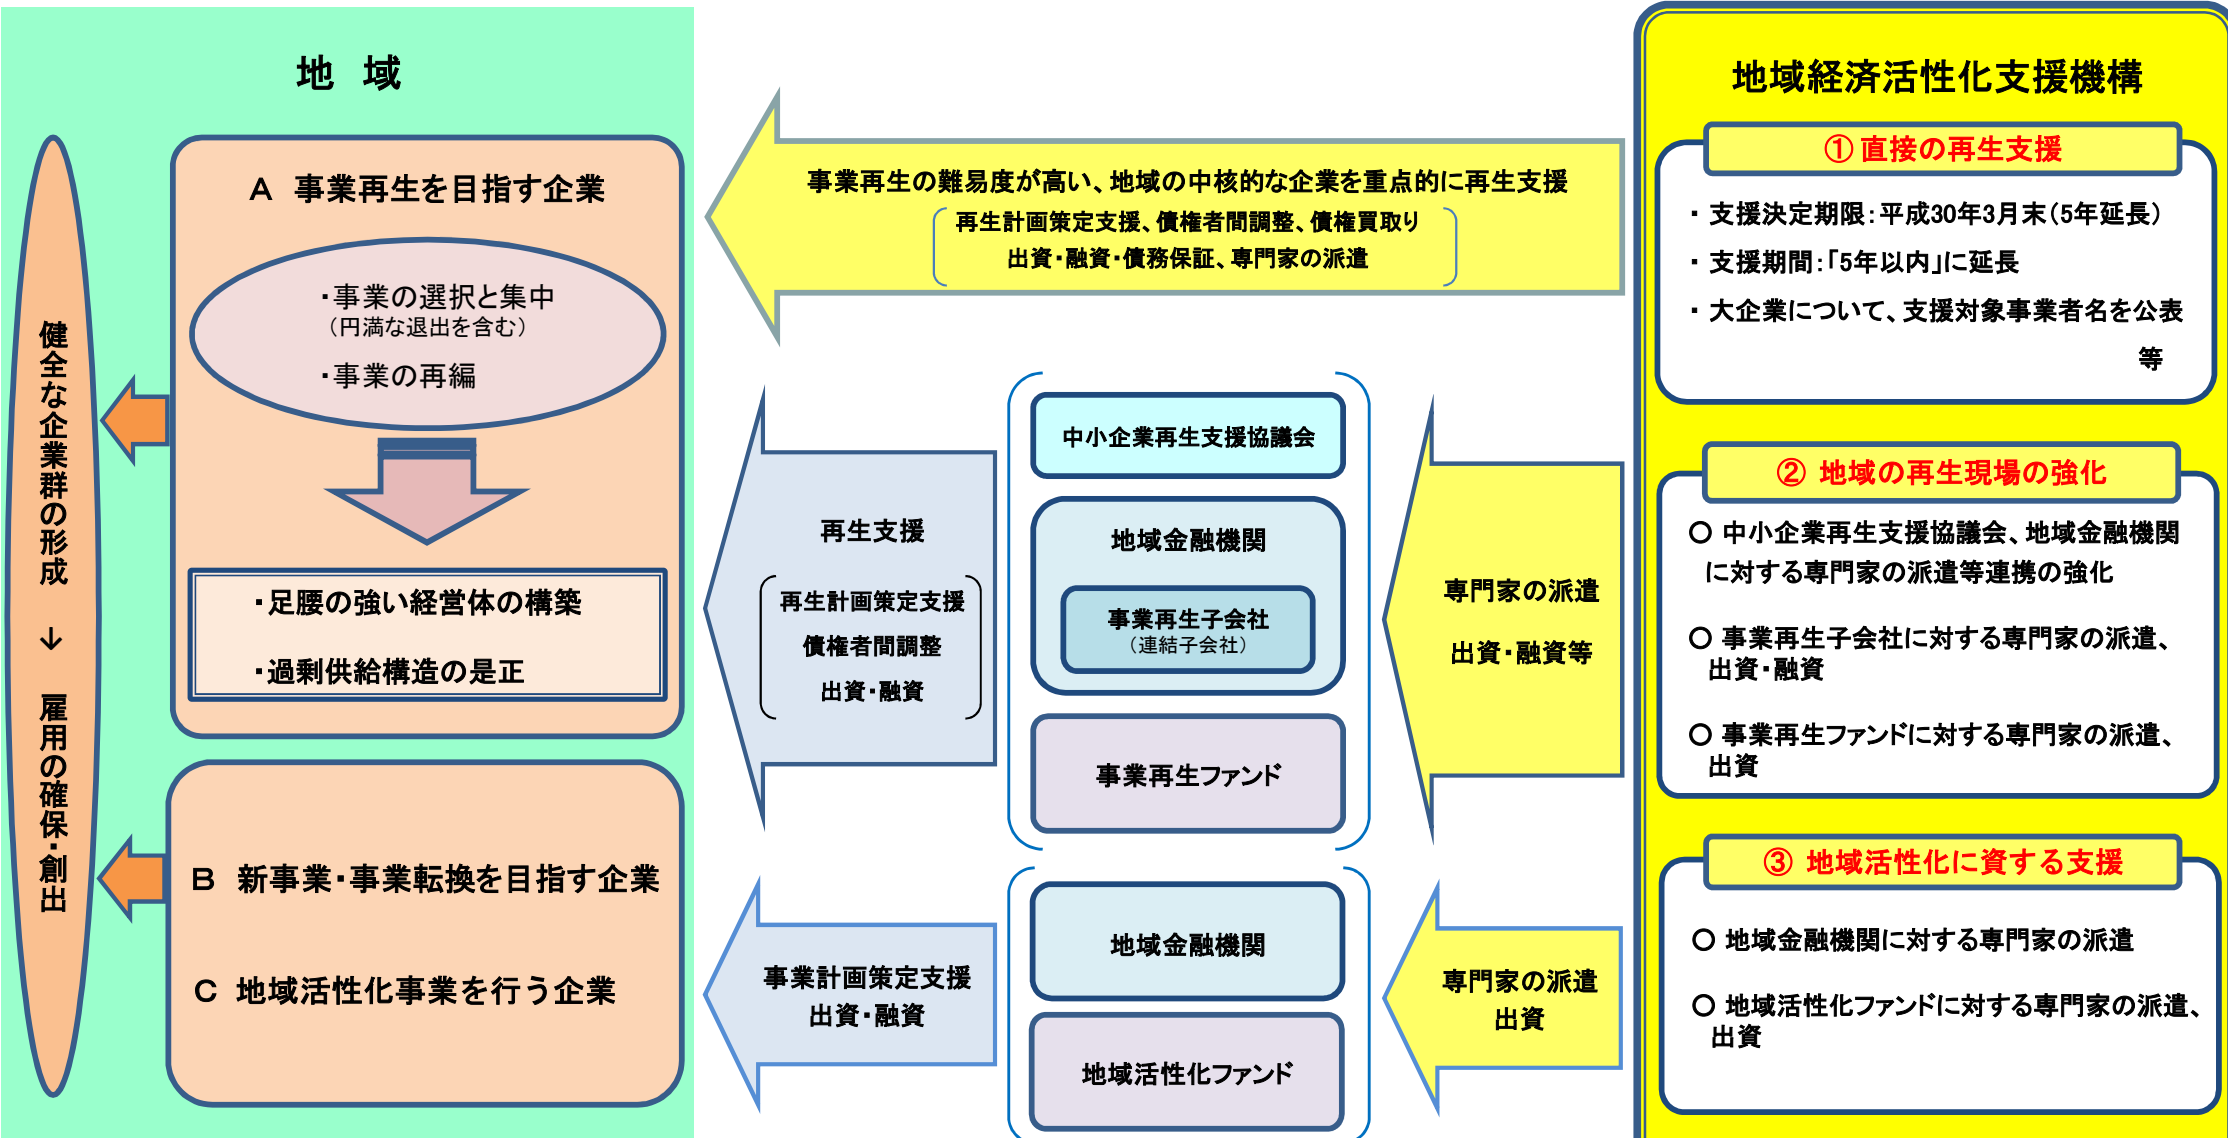 地　域
健全な企業群の形成　↓　雇用の確保・創出
A　事業再生を目指す企業
・事業の選択と集中
（円満な退出を含む）
・事業の再編
・足腰の強い経営体の構築
・過剰供給構造の是正
B　新事業・事業転換を目指す企業
C　地域活性化事業を行う企業
事業再生の難易度が高い、地域の中核的な企業を重点的に再生支援
再生計画策定支援、債権者間調整、債権買取り
出資・融資・債務保証、専門家の派遣
再生支援
再生計画策定支援
債権者間調整
出資・融資
中小企業再生支援協議会
地域金融機関
事業再生子会社
（連結子会社）
事業再生ファンド
専門家の派遣
出資・融資等
事業計画策定支援
出資・融資
地域金融機関
地域活性化ファンド
専門家の派遣
出資
地域経済活性化支援機構
① 直接の再生支援
・ 支援決定期限：平成30年3月末（5年延長）
・ 支援期間：「5年以内」に延長
・ 大企業について、支援対象事業者名を公表
等
② 地域の再生現場の強化
○ 中小企業再生支援協議会、地域金融機関
に対する専門家の派遣等連携の強化
○ 事業再生子会社に対する専門家の派遣、
出資・融資
○ 事業再生ファンドに対する専門家の派遣、
出資
③ 地域活性化に資する支援
○ 地域金融機関に対する専門家の派遣
○ 地域活性化ファンドに対する専門家の派遣、
出資